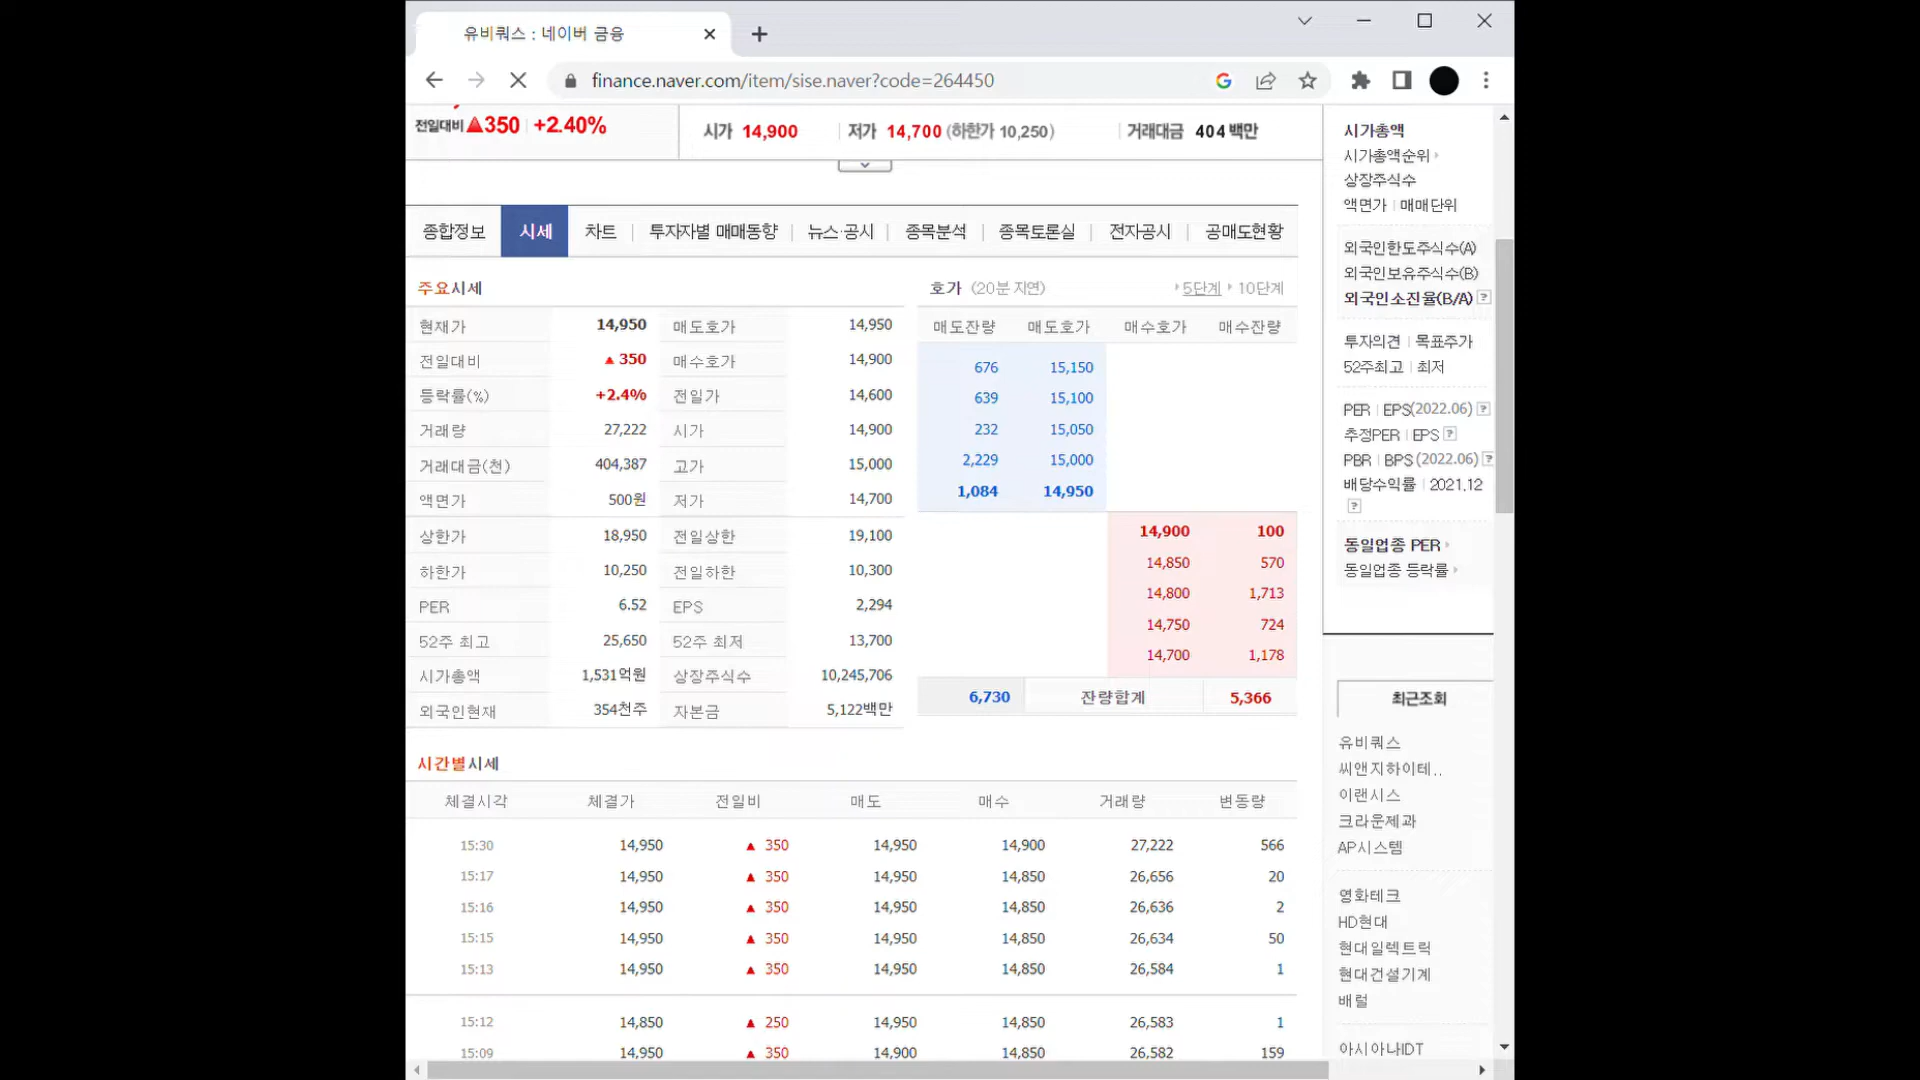 유비쿼스 : 네이버 금융
finance.naver.com/item/sise.naver?code=264450
전일대비 ▲350 +2.40%
시가 14,900 저가 14,700 (하한가 10,250) 거래대금 404 백만
종합정보 시세 차트 투자자별 매매동향 뉴스·공시 종목분석 종목토론실 전자공시 공매도현황
주요시세
현재가 14,950 매도호가 14,950
전일대비 ▲ 350 매수호가 14,900
등락률(%) +2.4% 전일가 14,600
거래량 27,222 시가 14,900
거래대금(천) 404,387 고가 15,000
액면가 500원 저가 14,700
상한가 18,950 전일상한 19,100
하한가 10,250 전일하한 10,300
PER 6.52 EPS 2,294
52주 최고 25,650 52주 최저 13,700
시가총액 1,531억원 상장주식수 10,245,706
외국인현재 354천주 자본금 5,122백만
호가 (20분 지연) 5단계 10단계
매도잔량 매도호가 매수호가 매수잔량
676 15,150
639 15,100
232 15,050
2,229 15,000
1,084 14,950
14,900 100
14,850 570
14,800 1,713
14,750 724
14,700 1,178
6,730 잔량합계 5,366
시간별시세
체결시각 체결가 전일비 매도 매수 거래량 변동량
15:30 14,950 ▲ 350 14,950 14,900 27,222 566
15:17 14,950 ▲ 350 14,950 14,850 26,656 20
15:16 14,950 ▲ 350 14,950 14,850 26,636 2
15:15 14,950 ▲ 350 14,950 14,850 26,634 50
15:13 14,950 ▲ 350 14,950 14,850 26,584 1
15:12 14,850 ▲ 250 14,950 14,850 26,583 1
15:09 14,950 ▲ 350 14,900 14,850 26,582 159
시가총액
시가총액순위
상장주식수
액면가 | 매매단위
외국인한도주식수(A)
외국인보유주식수(B)
외국인소진율(B/A) ?
투자의견 | 목표주가
52주최고 | 최저
PER | EPS(2022.06) ?
추정PER | EPS ?
PBR | BPS (2022.06) ?
배당수익률 | 2021.12
?
동일업종 PER
동일업종 등락률
최근조회
유비쿼스
씨앤지하이테..
이랜시스
크라운제과
AP시스템
영화테크
HD현대
현대일렉트릭
현대건설기계
배럴
아시아나IDT